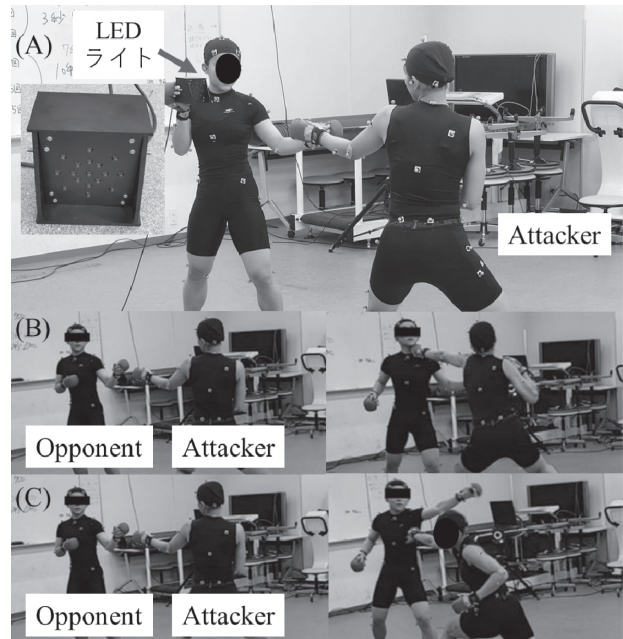 (A)
LED
ライト
Attacker
(B)
Opponent
Attacker
(C)
Opponent
Attacker